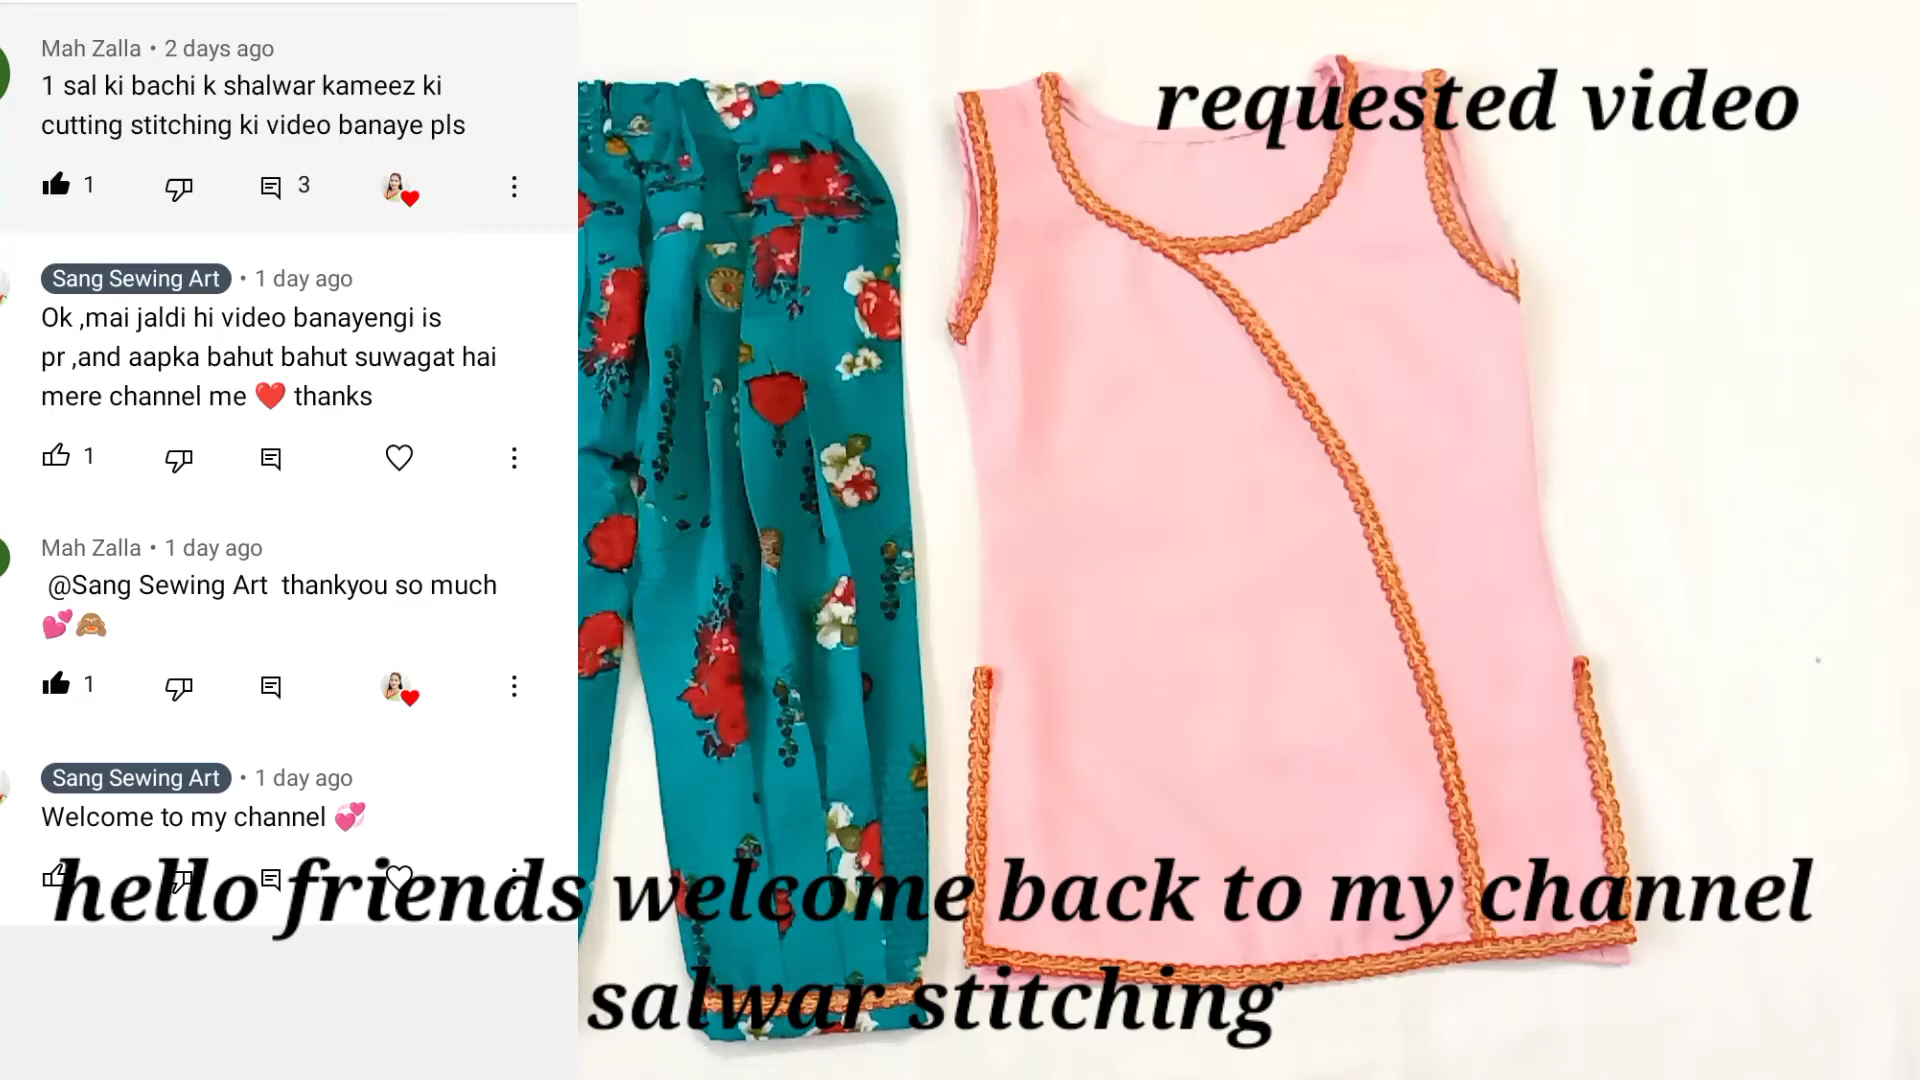 Mah Zalla • 2 days ago
1 sal ki bachi k shalwar kameez ki
cutting stitching ki video banaye pls
1 3
Sang Sewing Art • 1 day ago
Ok ,mai jaldi hi video banayengi is
pr ,and aapka bahut bahut suwagat hai
mere channel me ❤️ thanks
1
Mah Zalla • 1 day ago
@Sang Sewing Art thankyou so much
💕🙈
1
Sang Sewing Art • 1 day ago
Welcome to my channel 💞
requested video
hello friends welcome back to my channel
salwar stitching